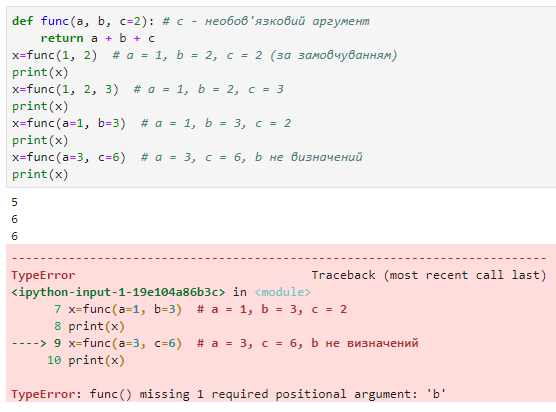 def func(a, b, c=2): # c - необов'язковий аргумент
    return a + b + c
x=func(1, 2)  # a = 1, b = 2, c = 2 (за замовчуванням)
print(x)
x=func(1, 2, 3)  # a = 1, b = 2, c = 3
print(x)
x=func(a=1, b=3)  # a = 1, b = 3, c = 2
print(x)
x=func(a=3, c=6)  # a = 3, c = 6, b не визначений
print(x)
5
6
6
---------------------------------------------------------------------------
TypeError                                 Traceback (most recent call last)
<ipython-input-1-19e104a86b3c> in <module>
      7 x=func(a=1, b=3)  # a = 1, b = 3, c = 2
      8 print(x)
----> 9 x=func(a=3, c=6)  # a = 3, c = 6, b не визначений
     10 print(x)
TypeError: func() missing 1 required positional argument: 'b'